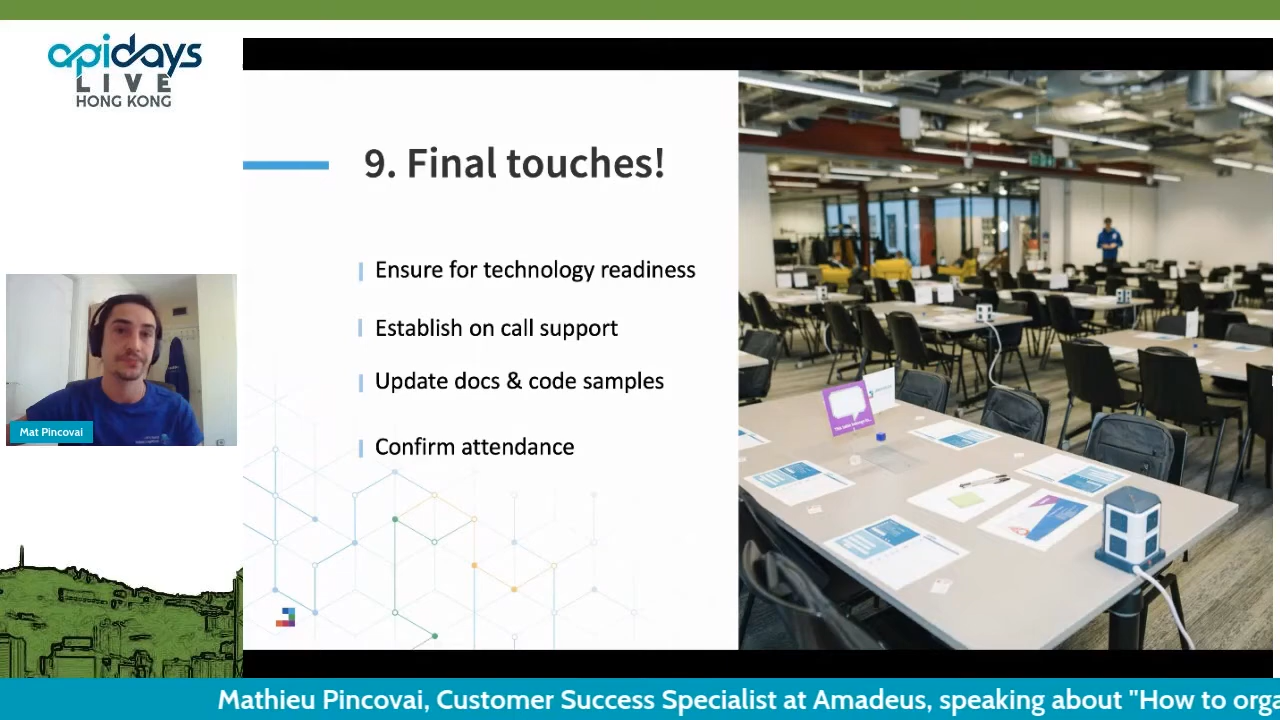 apidays
LIVE
HONG KONG
9. Final touches!
Ensure for technology readiness
Establish on call support
Update docs & code samples
Confirm attendance
Mat Pincovai
Mathieu Pincovai, Customer Success Specialist at Amadeus, speaking about "How to orga